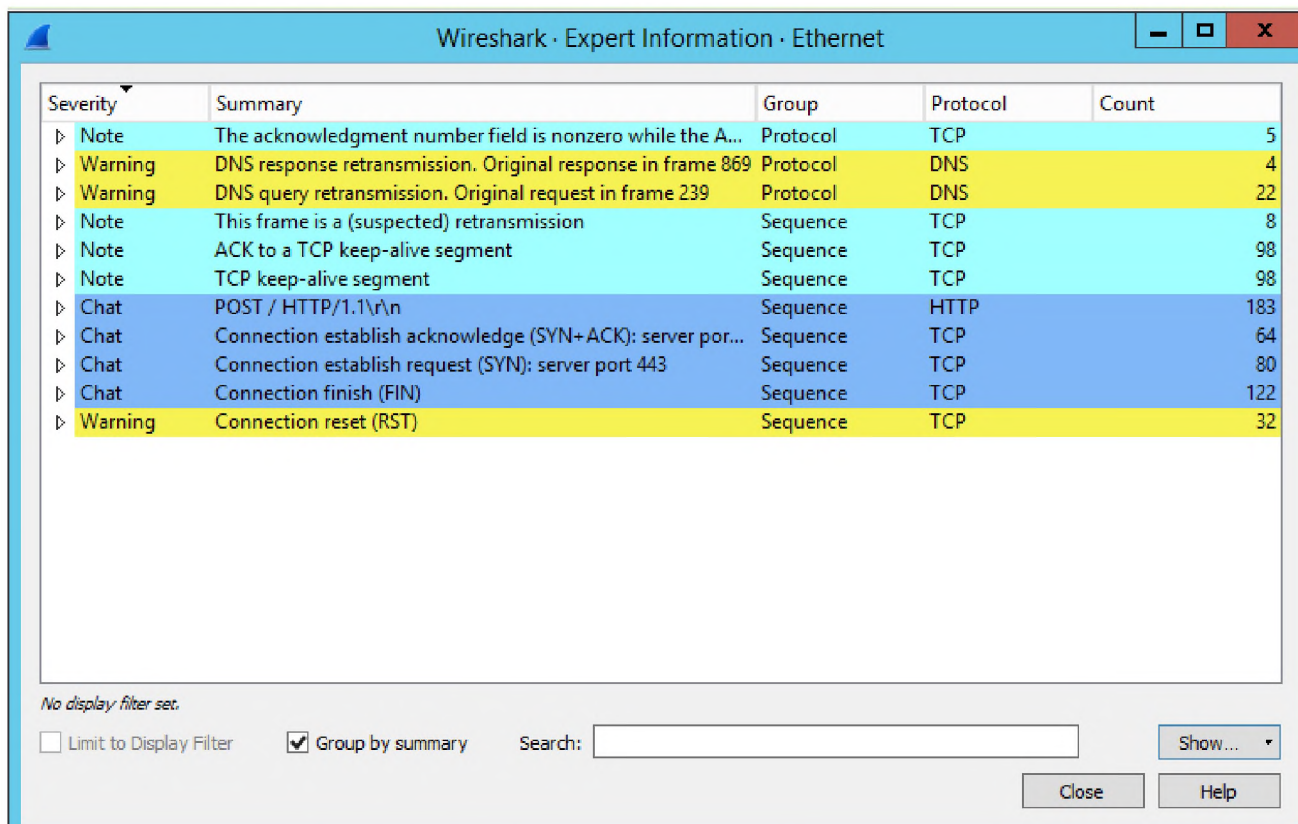 Wireshark · Expert Information · Ethernet
Severity Summary Group Protocol Count
Note The acknowledgment number field is nonzero while the A... Protocol TCP 5
Warning DNS response retransmission. Original response in frame 869 Protocol DNS 4
Warning DNS query retransmission. Original request in frame 239 Protocol DNS 22
Note This frame is a (suspected) retransmission Sequence TCP 8
Note ACK to a TCP keep-alive segment Sequence TCP 98
Note TCP keep-alive segment Sequence TCP 98
Chat POST / HTTP/1.1\r\n Sequence HTTP 183
Chat Connection establish acknowledge (SYN+ACK): server por... Sequence TCP 64
Chat Connection establish request (SYN): server port 443 Sequence TCP 80
Chat Connection finish (FIN) Sequence TCP 122
Warning Connection reset (RST) Sequence TCP 32
No display filter set.
Limit to Display Filter Group by summary Search: Show...
Close Help